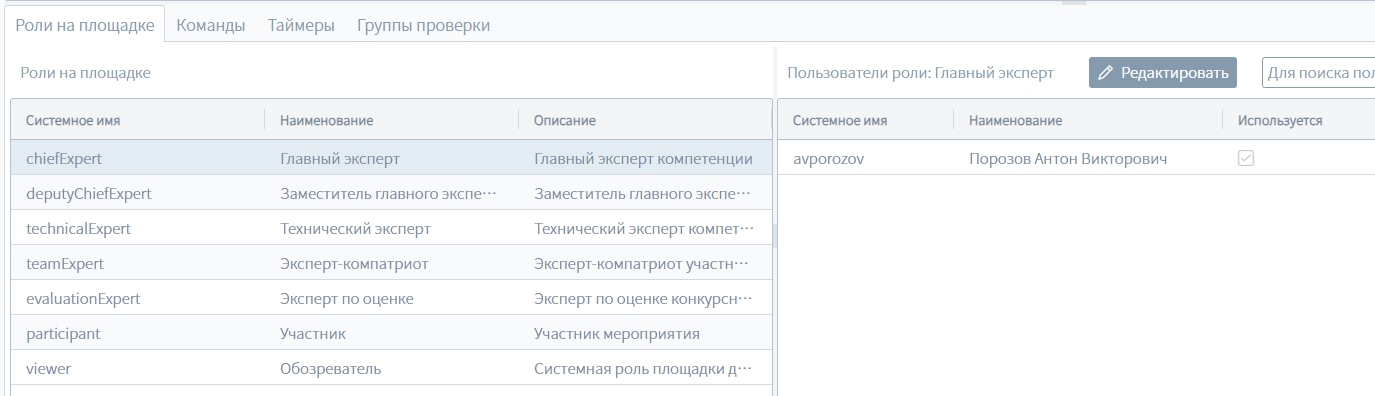 Роли на площадке Команды Таймеры Группы проверки
Роли на площадке
Пользователи роли: Главный эксперт Редактировать Для поиска пол
Системное имя Наименование Описание
Системное имя Наименование Используется
chiefExpert Главный эксперт Главный эксперт компетенции
avporozov Порозов Антон Викторович
deputyChiefExpert Заместитель главного экспе··· Заместитель главного экспе···
technicalExpert Технический эксперт Технический эксперт компет···
teamExpert Эксперт-компатриот Эксперт-компатриот участн···
evaluationExpert Эксперт по оценке Эксперт по оценке конкурсн···
participant Участник Участник мероприятия
viewer Обозреватель Системная роль площадки д···